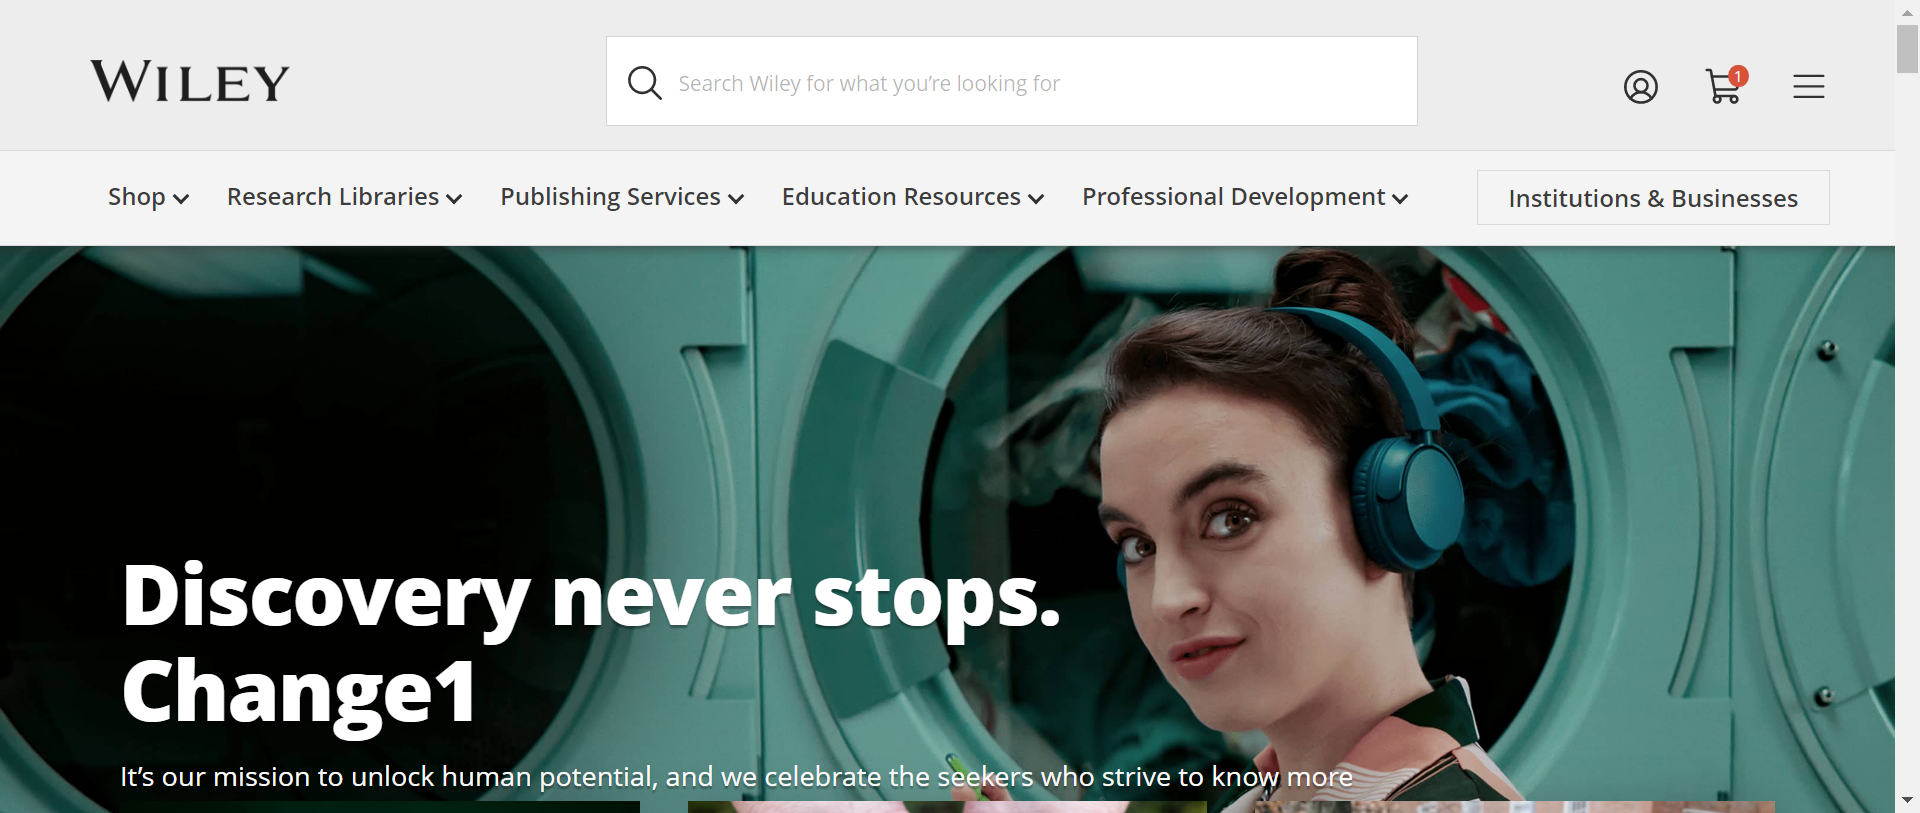 WILEY
Search Wiley for what you’re looking for
1
Shop
Research Libraries
Publishing Services
Education Resources
Professional Development
Institutions & Businesses
Discovery never stops.
Change1
It’s our mission to unlock human potential, and we celebrate the seekers who strive to know more